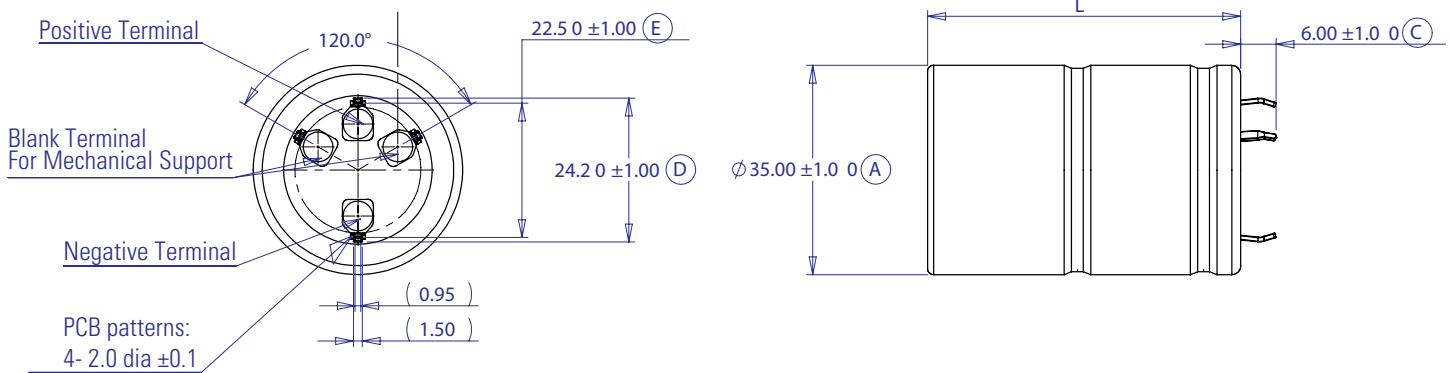 Positive Terminal
120.0°
22.5 0 ±1.00 E
L
6.00 ±1.0 0 C
Blank Terminal
For Mechanical Support
24.2 0 ±1.00 D
Ø 35.00 ±1.0 0 A
Negative Terminal
( 0.95 )
( 1.50 )
PCB patterns:
4- 2.0 dia ±0.1